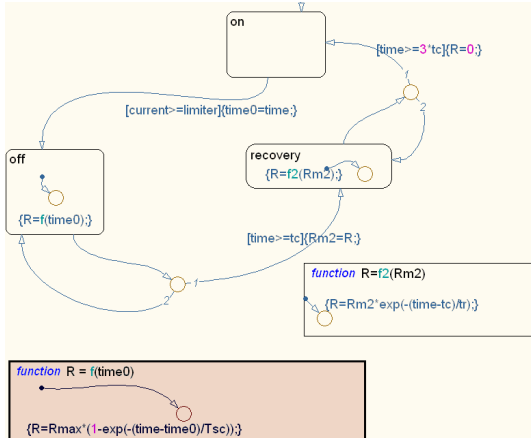 on
[time>=3*tc]{R=0;}
1
2
[current>=limiter]{time0=time;}
off
recovery
{R=f2(Rm2);}
{R=f(time0);}
[time>=tc]{Rm2=R;}
1
2
function R=f2(Rm2)
{R=Rm2*exp(-(time-tc)/tr);}
function R = f(time0)
{R=Rmax*(1-exp(-(time-time0)/Tsc));}